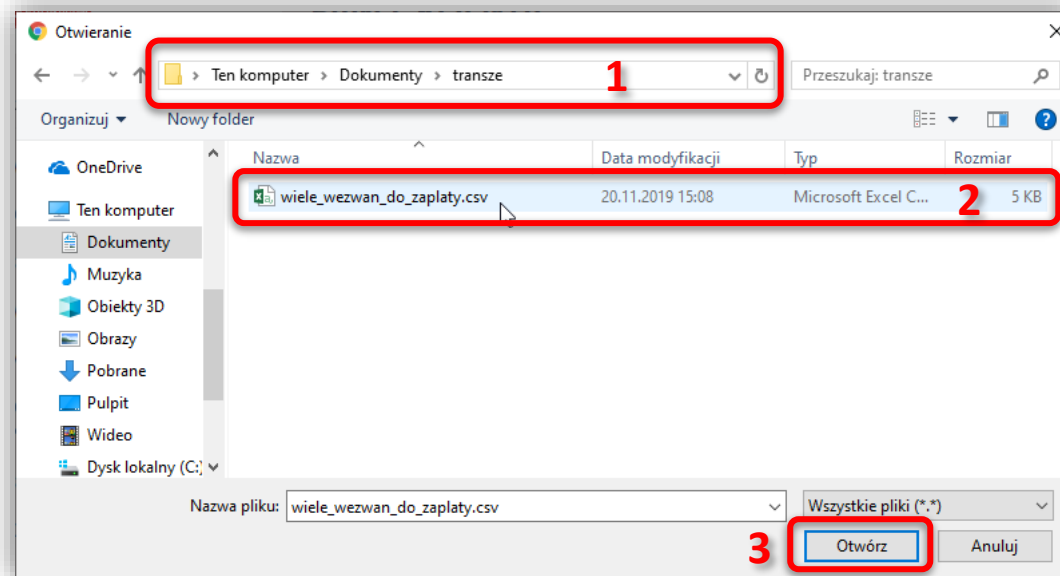 Otwieranie
Ten komputer › Dokumenty › transze 1
Przeszukaj: transze
Organizuj Nowy folder
?
OneDrive
Ten komputer
Dokumenty
Muzyka
Obiekty 3D
Obrazy
Pobrane
Pulpit
Wideo
Dysk lokalny (C:)
Nazwa Data modyfikacji Typ Rozmiar
wiele_wezwan_do_zaplaty.csv 20.11.2019 15:08 Microsoft Excel C... 2 5 KB
Nazwa pliku: wiele_wezwan_do_zaplaty.csv Wszystkie pliki (*.*)
3 Otwórz Anuluj